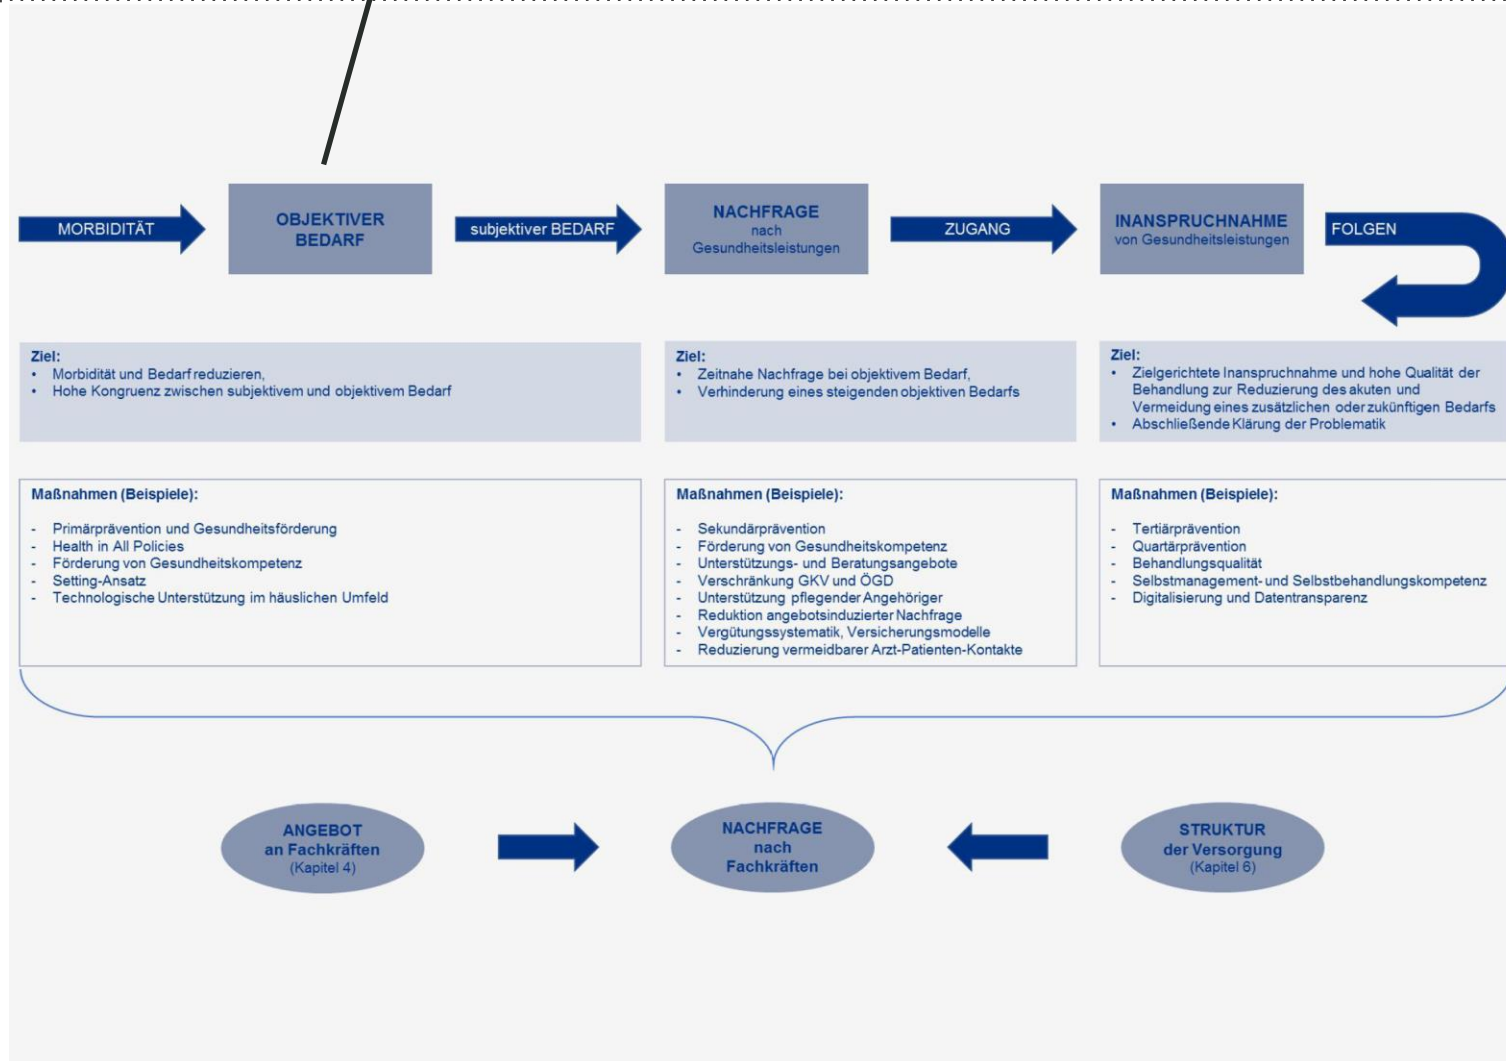 MORBIDITÄT
OBJEKTIVER
BEDARF
subjektiver BEDARF
NACHFRAGE
nach
Gesundheitsleistungen
ZUGANG
INANSPRUCHNAHME
von Gesundheitsleistungen
FOLGEN
Ziel:
• Morbidität und Bedarf reduzieren,
• Hohe Kongruenz zwischen subjektivem und objektivem Bedarf
Ziel:
• Zeitnahe Nachfrage bei objektivem Bedarf,
• Verhinderung eines steigenden objektiven Bedarfs
Ziel:
• Zielgerichtete Inanspruchnahme und hohe Qualität der
Behandlung zur Reduzierung des akuten und
Vermeidung eines zusätzlichen oder zukünftigen Bedarfs
• Abschließende Klärung der Problematik
Maßnahmen (Beispiele):
- Primärprävention und Gesundheitsförderung
- Health in All Policies
- Förderung von Gesundheitskompetenz
- Setting-Ansatz
- Technologische Unterstützung im häuslichen Umfeld
Maßnahmen (Beispiele):
- Sekundärprävention
- Förderung von Gesundheitskompetenz
- Unterstützungs- und Beratungsangebote
- Verschränkung GKV und ÖGD
- Unterstützung pflegender Angehöriger
- Reduktion angebotsinduzierter Nachfrage
- Vergütungssystematik, Versicherungsmodelle
- Reduzierung vermeidbarer Arzt-Patienten-Kontakte
Maßnahmen (Beispiele):
- Tertiärprävention
- Quartärprävention
- Behandlungsqualität
- Selbstmanagement- und Selbstbehandlungskompetenz
- Digitalisierung und Datentransparenz
ANGEBOT
an Fachkräften
(Kapitel 4)
NACHFRAGE
nach
Fachkräften
STRUKTUR
der Versorgung
(Kapitel 6)